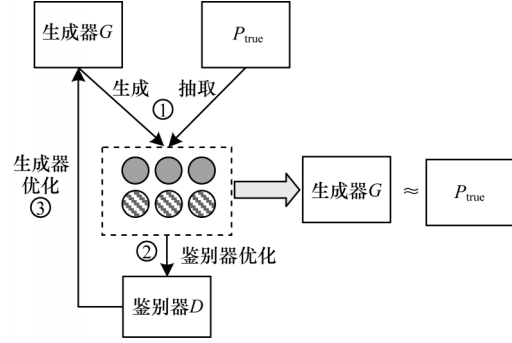 生成器G
P_true
生成
①
抽取
生成器
优化
③
生成器G
≈
P_true
②
鉴别器优化
鉴别器D